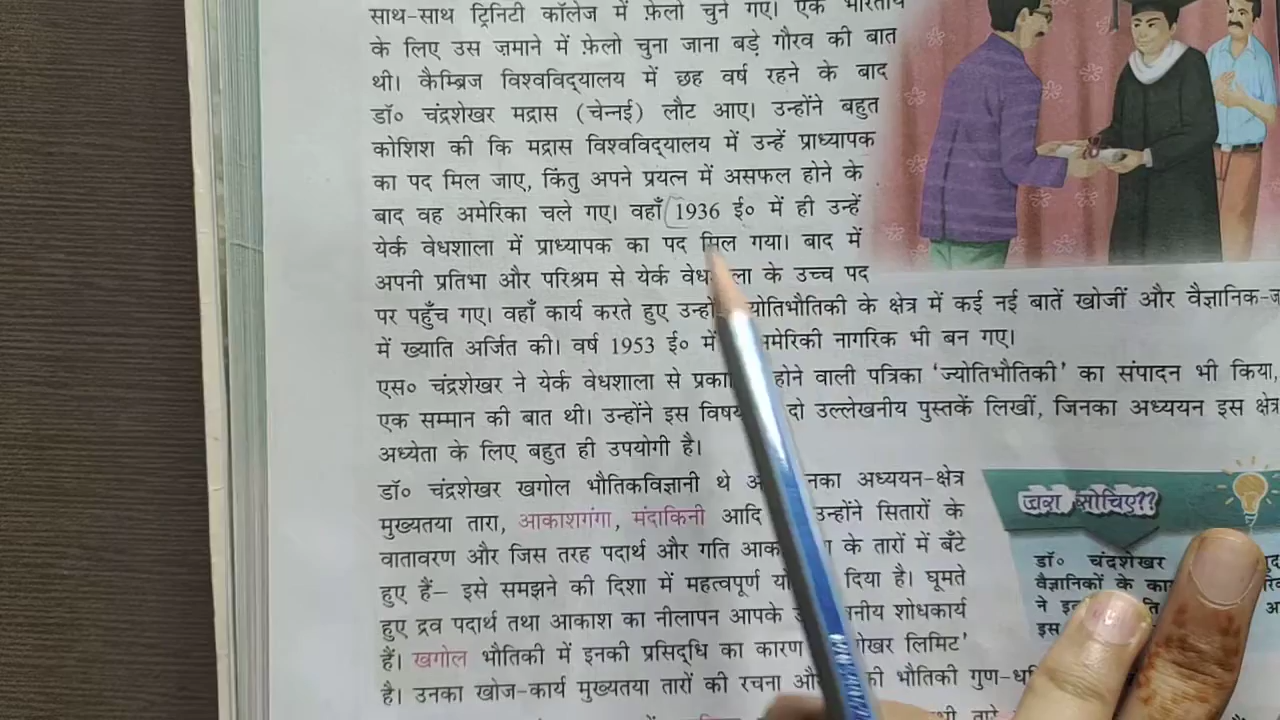 साथ-साथ ट्रिनिटी कॉलेज में फ़ेलो चुने गए। एक भारतीय
के लिए उस ज़माने में फ़ेलो चुना जाना बड़े गौरव की बात
थी। कैम्ब्रिज विश्वविद्यालय में छह वर्ष रहने के बाद
डॉ० चंद्रशेखर मद्रास (चेन्नई) लौट आए। उन्होंने बहुत
कोशिश की कि मद्रास विश्वविद्यालय में उन्हें प्राध्यापक
का पद मिल जाए, किंतु अपने प्रयत्न में असफल होने के
बाद वह अमेरिका चले गए। वहाँ 1936 ई० में ही उन्हें
येर्क वेधशाला में प्राध्यापक का पद मिल गया। बाद में
अपनी प्रतिभा और परिश्रम से येर्क के उच्च पद
पर पहुँच गए। वहाँ कार्य करते हुए के क्षेत्र में कई नई बातें खोजीं और
में ख्याति अर्जित की। वर्ष 1953 ई० में नागरिक भी बन गए।
एस० चंद्रशेखर ने येर्क वेधशाला से होने वाली पत्रिका 'ज्योतिभौतिकी' का संपादन भी किया,
एक सम्मान की बात थी। उन्होंने इस दो उल्लेखनीय पुस्तकें लिखीं, जिनका अध्ययन इस क्षेत्र
अध्येता के लिए बहुत ही उपयोगी है।
डॉ० चंद्रशेखर खगोल भौतिकविज्ञानी थे अध्ययन-क्षेत्र
मुख्यतया तारा, आकाशगंगा, मंदाकिनी आदि उन्होंने सितारों के
वातावरण और जिस तरह पदार्थ और गति के तारों में बँटे
हुए हैं– इसे समझने की दिशा में महत्वपूर्ण दिया है। घूमते
हुए द्रव पदार्थ तथा आकाश का नीलापन आपके शोधकार्य
हैं। खगोल भौतिकी में इनकी प्रसिद्धि का कारण लिमिट'
है। उनका खोज-कार्य मुख्यतया तारों की रचना भौतिकी
ज़रा सोचिए??
डॉ० चंद्रशेखर
वैज्ञानिकों के
ने
इस